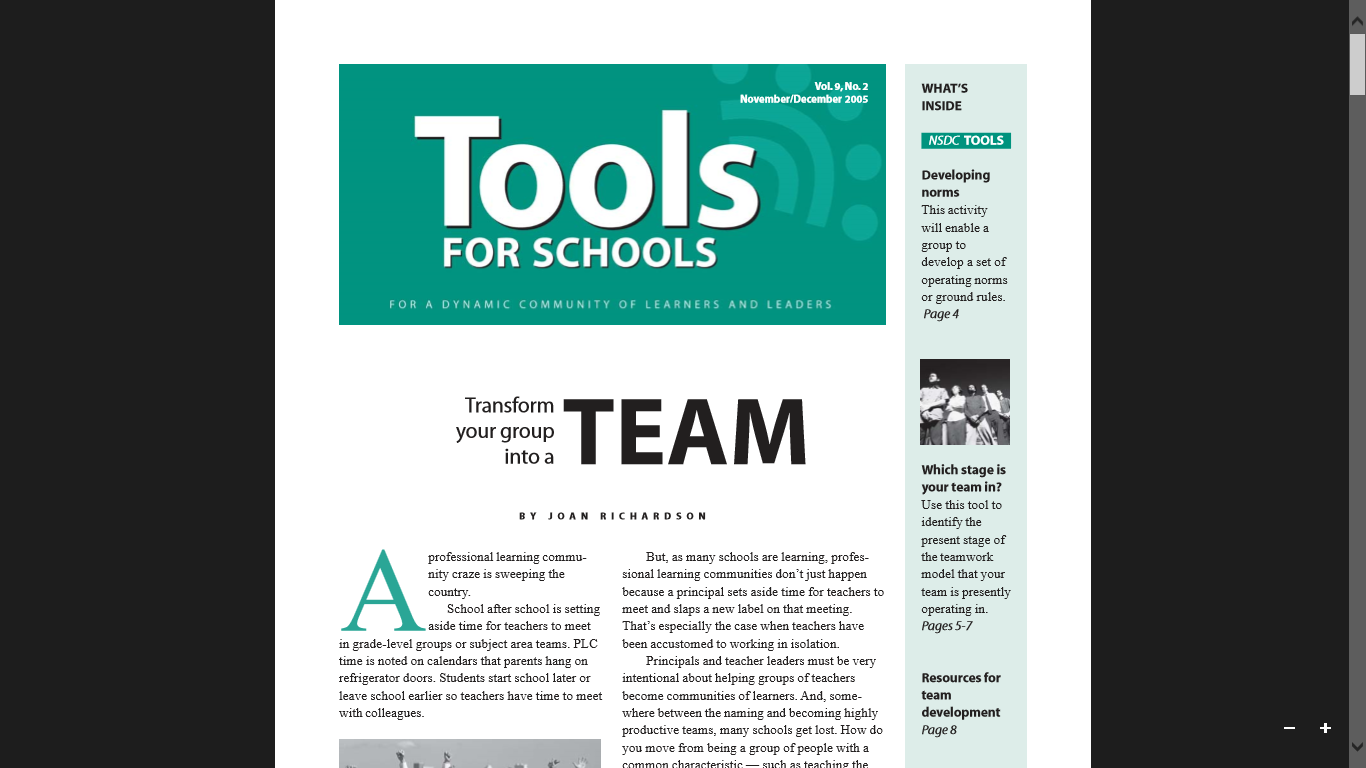 Vol. 9, No. 2
November/December 2005
Tools
FOR SCHOOLS
FOR A DYNAMIC COMMUNITY OF LEARNERS AND LEADERS
Transform
your group
into a
TEAM
BY JOAN RICHARDSON
A professional learning commu-
nity craze is sweeping the
country.
School after school is setting
aside time for teachers to meet
in grade-level groups or subject area teams. PLC
time is noted on calendars that parents hang on
refrigerator doors. Students start school later or
leave school earlier so teachers have time to meet
with colleagues.
But, as many schools are learning, profes-
sional learning communities don’t just happen
because a principal sets aside time for teachers to
meet and slaps a new label on that meeting.
That’s especially the case when teachers have
been accustomed to working in isolation.
Principals and teacher leaders must be very
intentional about helping groups of teachers
become communities of learners. And, some-
where between the naming and becoming highly
productive teams, many schools get lost. How do
you move from being a group of people with a
common characteristic — such as teaching the
WHAT’S
INSIDE
NSDC TOOLS
Developing
norms
This activity
will enable a
group to
develop a set of
operating norms
or ground rules.
Page 4
Which stage is
your team in?
Use this tool to
identify the
present stage of
the teamwork
model that your
team is presently
operating in.
Pages 5-7
Resources for
team
development
Page 8